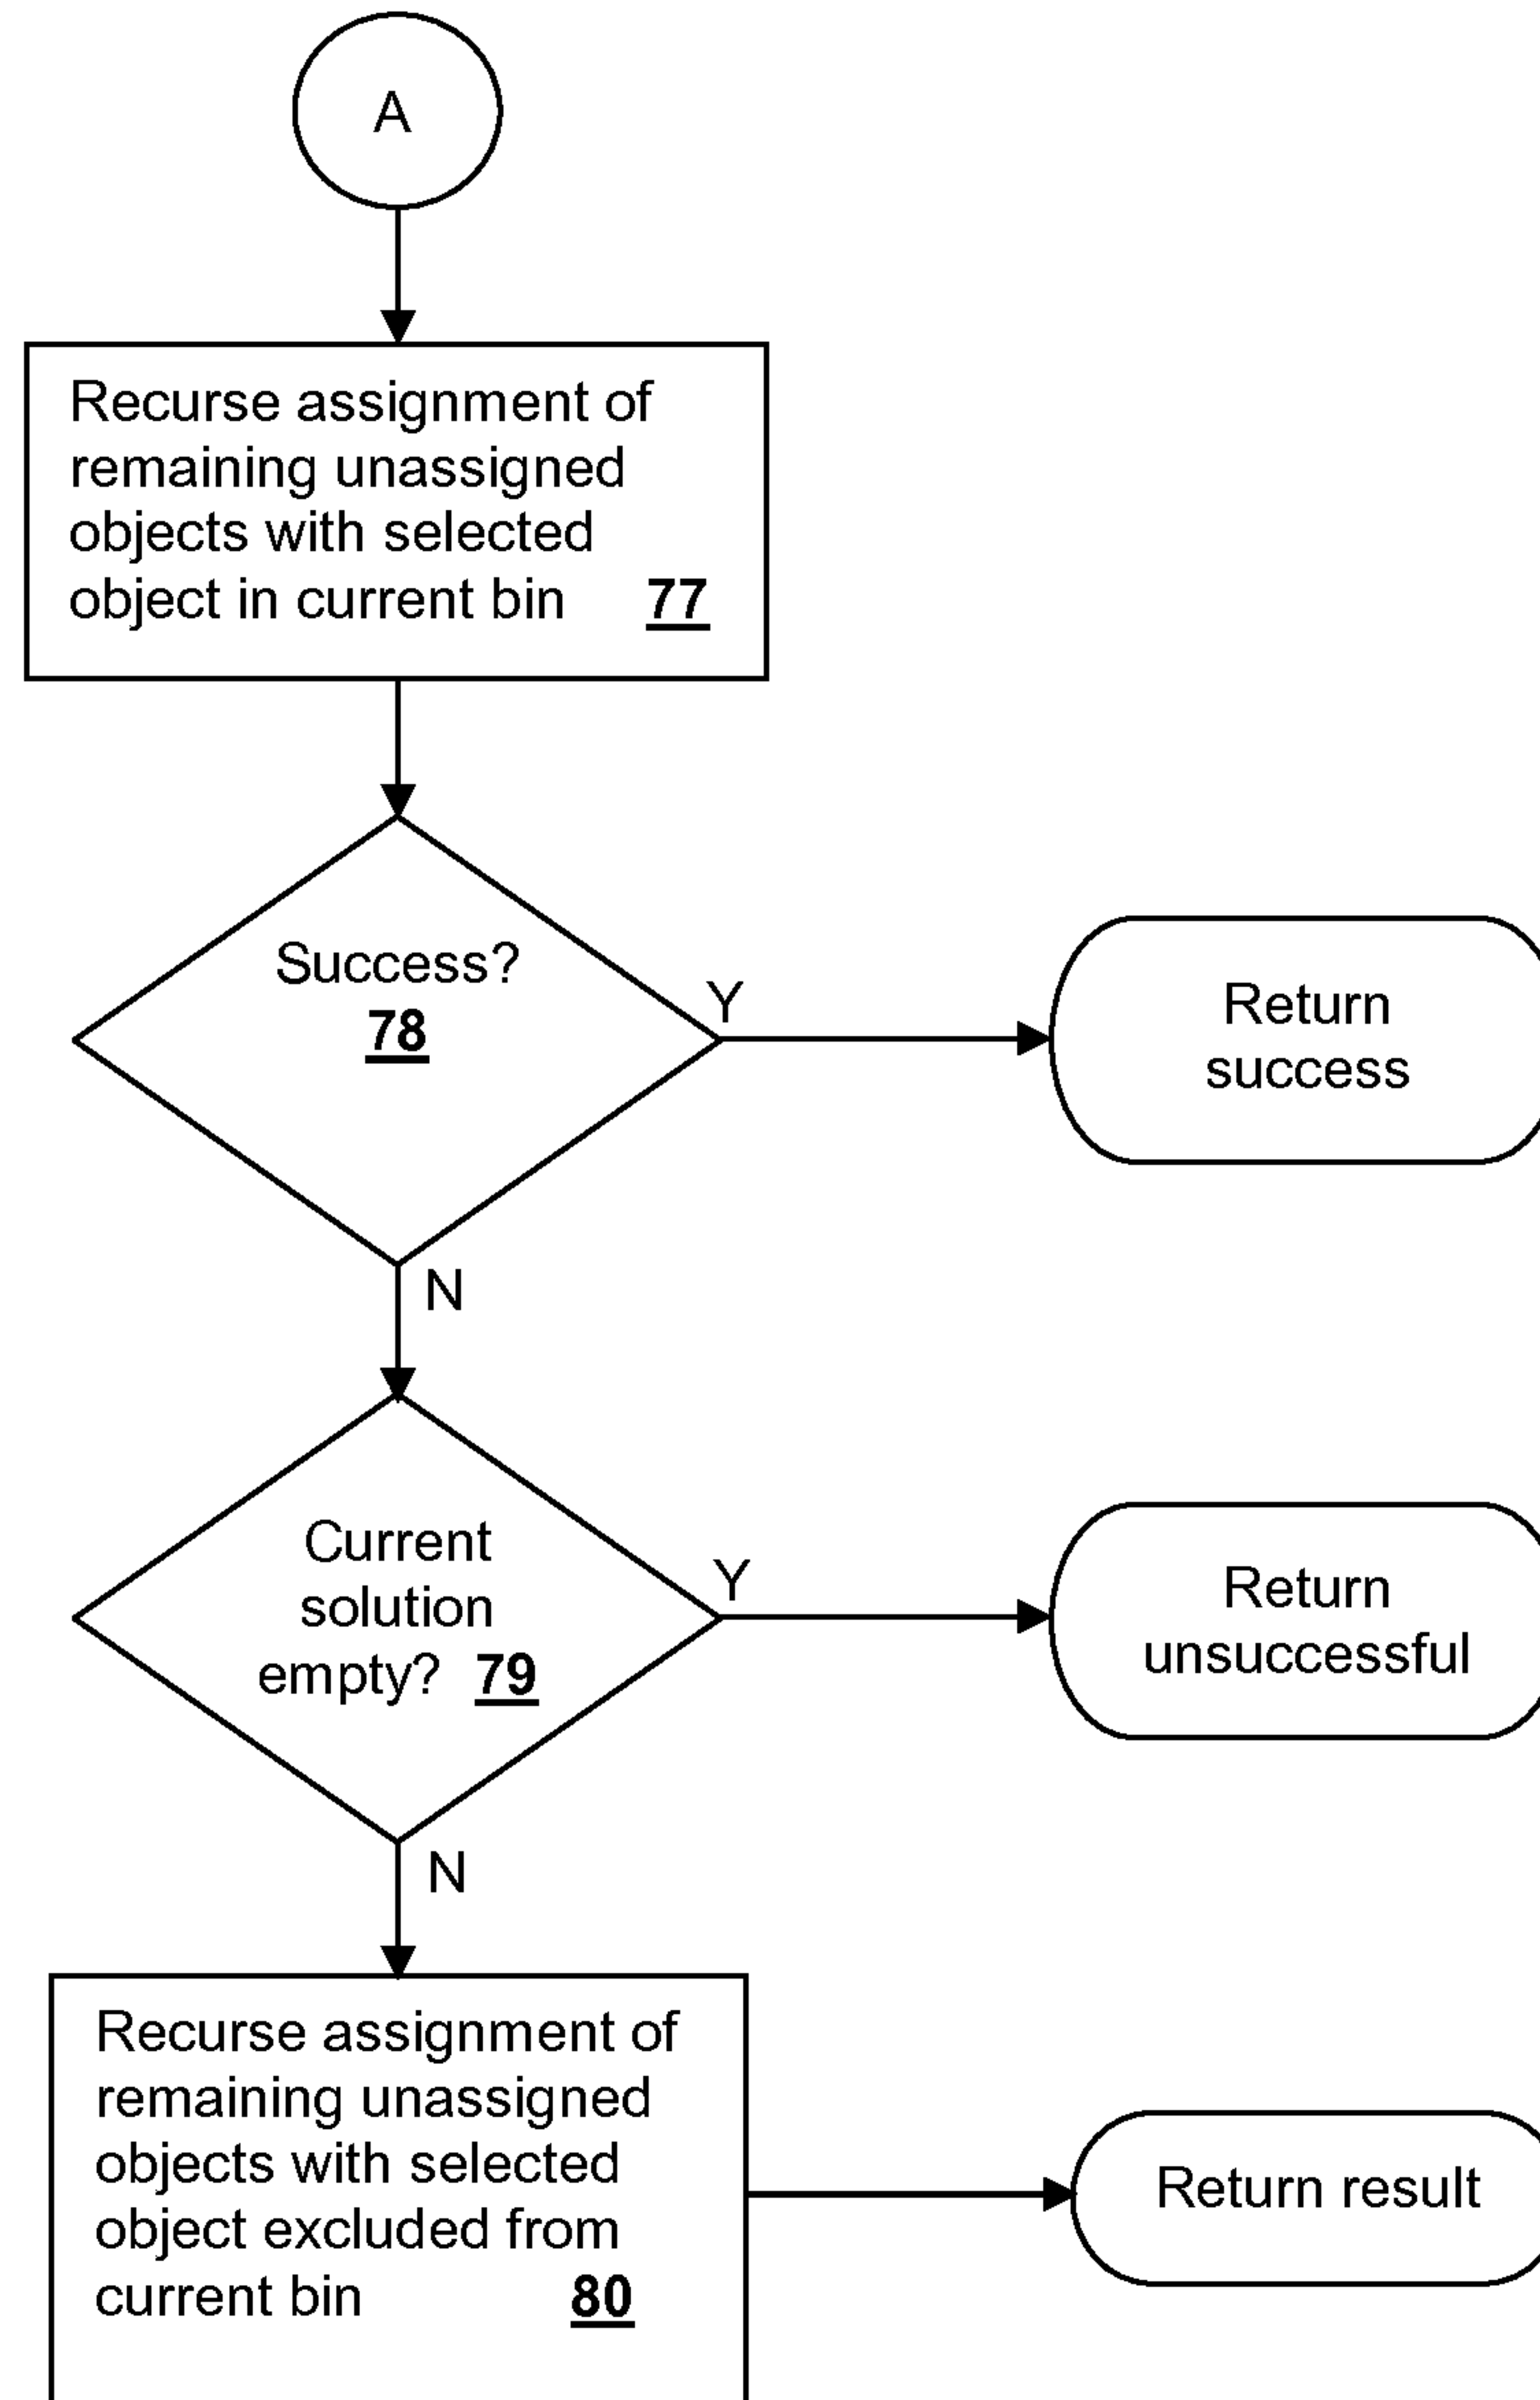 A
Recurse assignment of
remaining unassigned
objects with selected
object in current bin 77
Success?
78
Y
Return
success
N
Current
solution
empty? 79
Y
Return
unsuccessful
N
Recurse assignment of
remaining unassigned
objects with selected
object excluded from
current bin 80
Return result